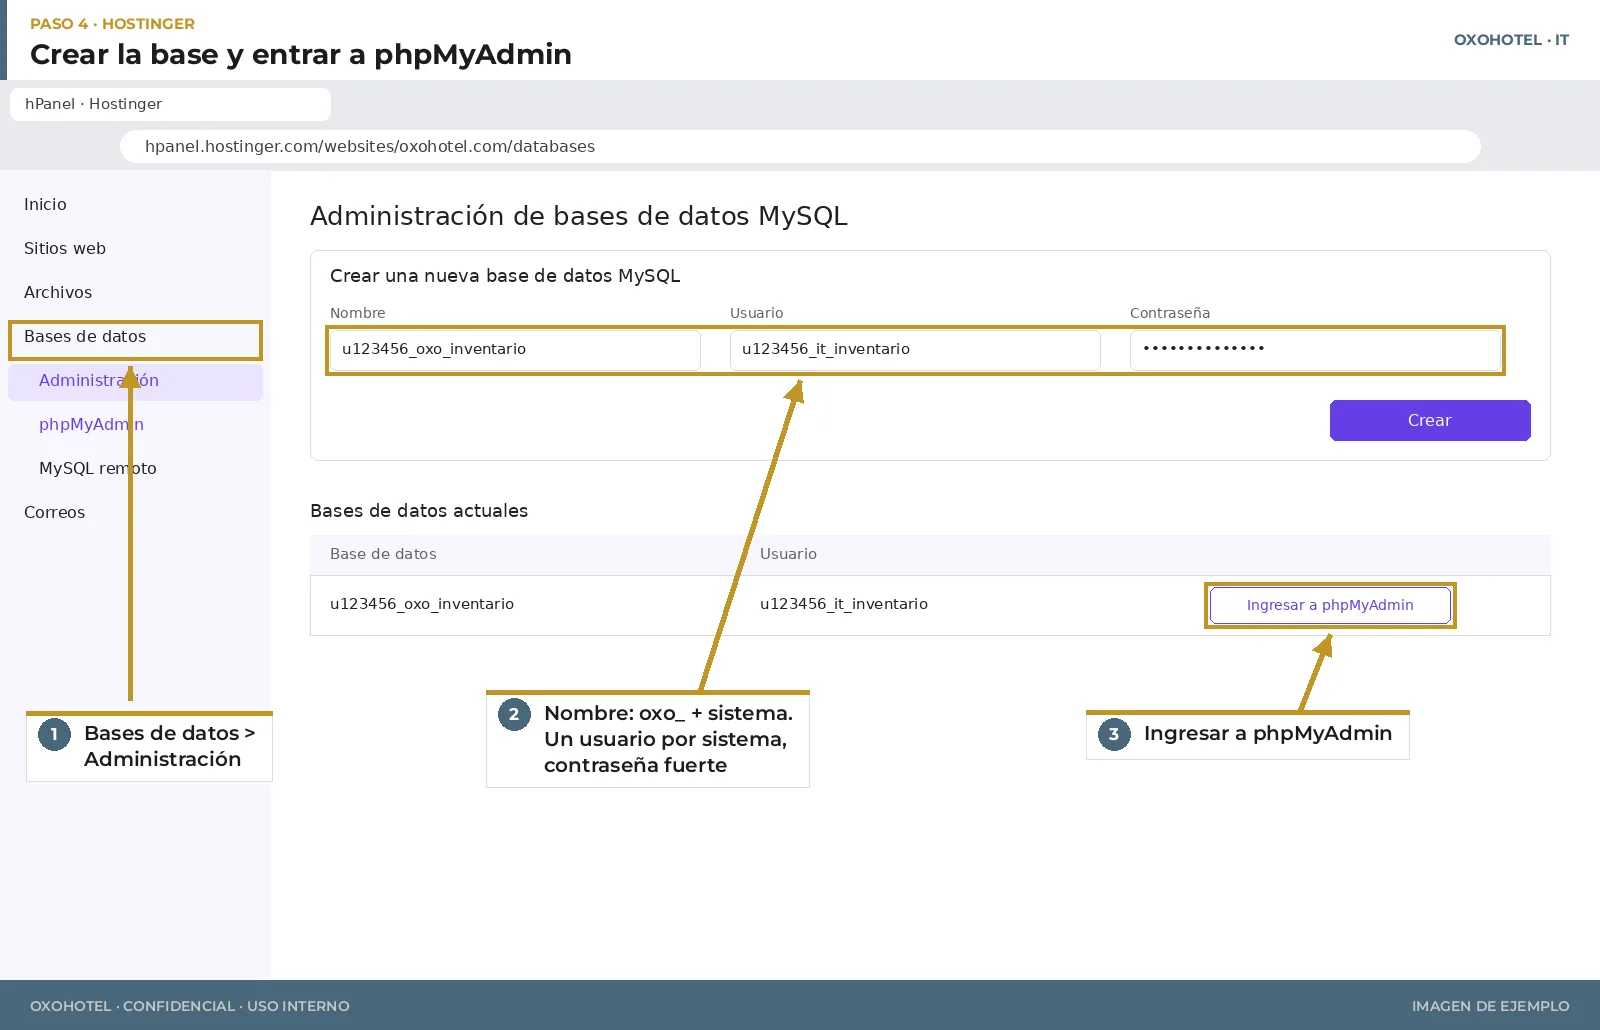 PASO 4 · HOSTINGER
Crear la base y entrar a phpMyAdmin
OXOHOTEL · IT
hPanel · Hostinger
hpanel.hostinger.com/websites/oxohotel.com/databases
Inicio
Sitios web
Archivos
Bases de datos
Administración
phpMyAdmin
MySQL remoto
Correos
Administración de bases de datos MySQL
Crear una nueva base de datos MySQL
Nombre
Usuario
Contraseña
u123456_oxo_inventario
u123456_it_inventario
••••••••••••••
Crear
Bases de datos actuales
Base de datos
Usuario
u123456_oxo_inventario
u123456_it_inventario
Ingresar a phpMyAdmin
1 Bases de datos >
Administración
2 Nombre: oxo_ + sistema.
Un usuario por sistema,
contraseña fuerte
3 Ingresar a phpMyAdmin
OXOHOTEL · CONFIDENCIAL · USO INTERNO
IMAGEN DE EJEMPLO